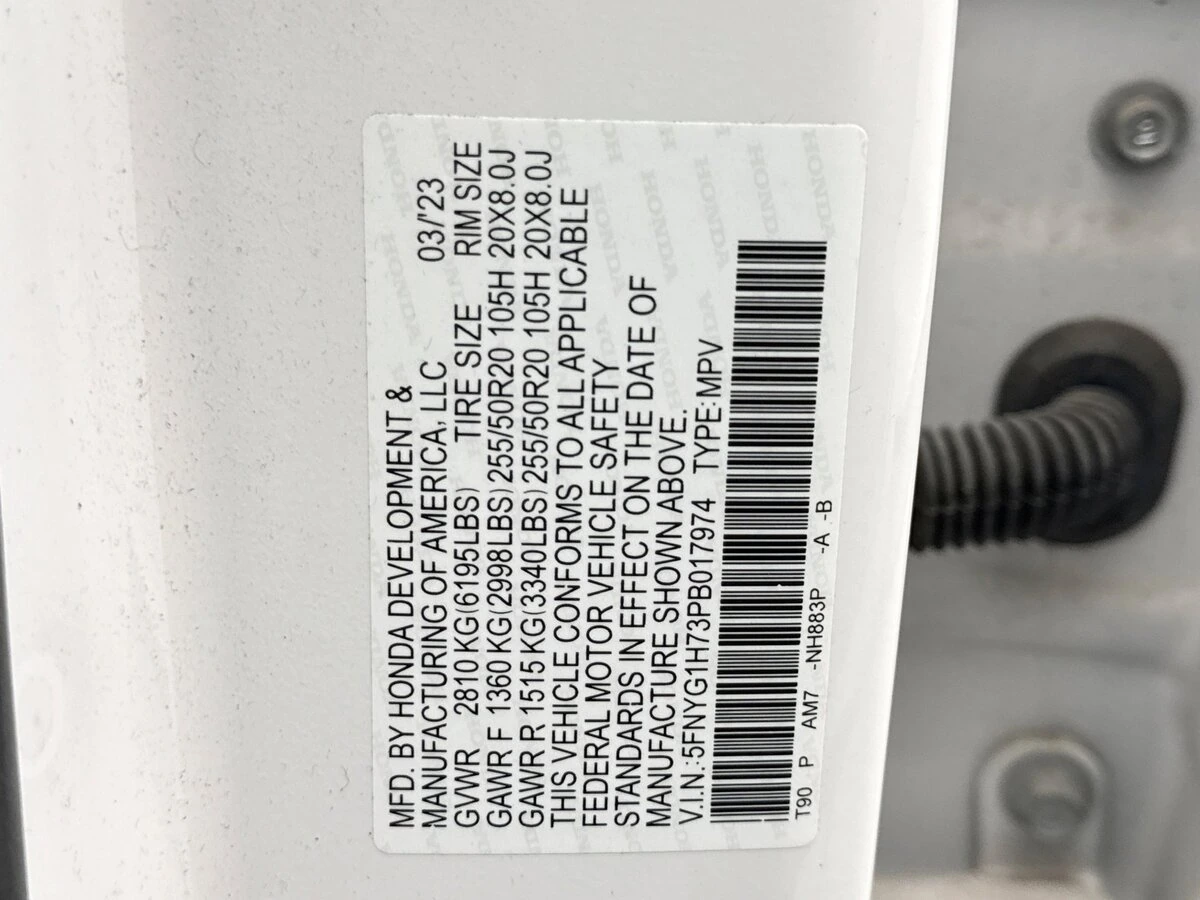 MFD. BY HONDA DEVELOPMENT &
MANUFACTURING OF AMERICA, LLC 03/'23
GVWR 2810 KG(6195LBS) TIRE SIZE RIM SIZE
GAWR F 1360 KG(2998LBS) 255/50R20 105H 20X8.0J
GAWR R 1515 KG(3340LBS) 255/50R20 105H 20X8.0J
THIS VEHICLE CONFORMS TO ALL APPLICABLE
FEDERAL MOTOR VEHICLE SAFETY
STANDARDS IN EFFECT ON THE DATE OF
MANUFACTURE SHOWN ABOVE.
V.I.N.:5FNYG1H73PB017974 TYPE:MPV
T90 P AM7 -NH883P -A -B